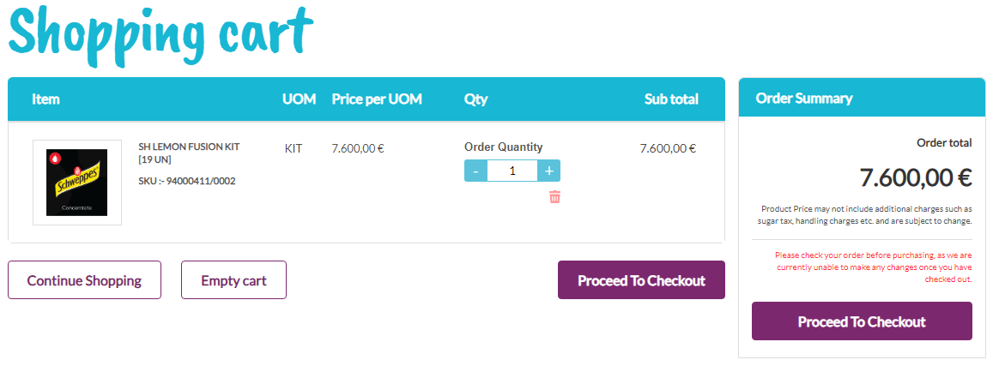 Shopping cart
Item UOM Price per UOM Qty Sub total
SH LEMON FUSION KIT
[19 UN]
SKU :- 94000411/0002
Schweppes
Concentrate
KIT
7.600,00 €
Order Quantity
- 1 +
7.600,00 €
Continue Shopping
Empty cart
Proceed To Checkout
Order Summary
Order total
7.600,00 €
Product Price may not include additional charges such as
sugar tax, handling charges etc. and are subject to change.
Please check your order before purchasing, as we are
currently unable to make any changes once you have
checked out.
Proceed To Checkout